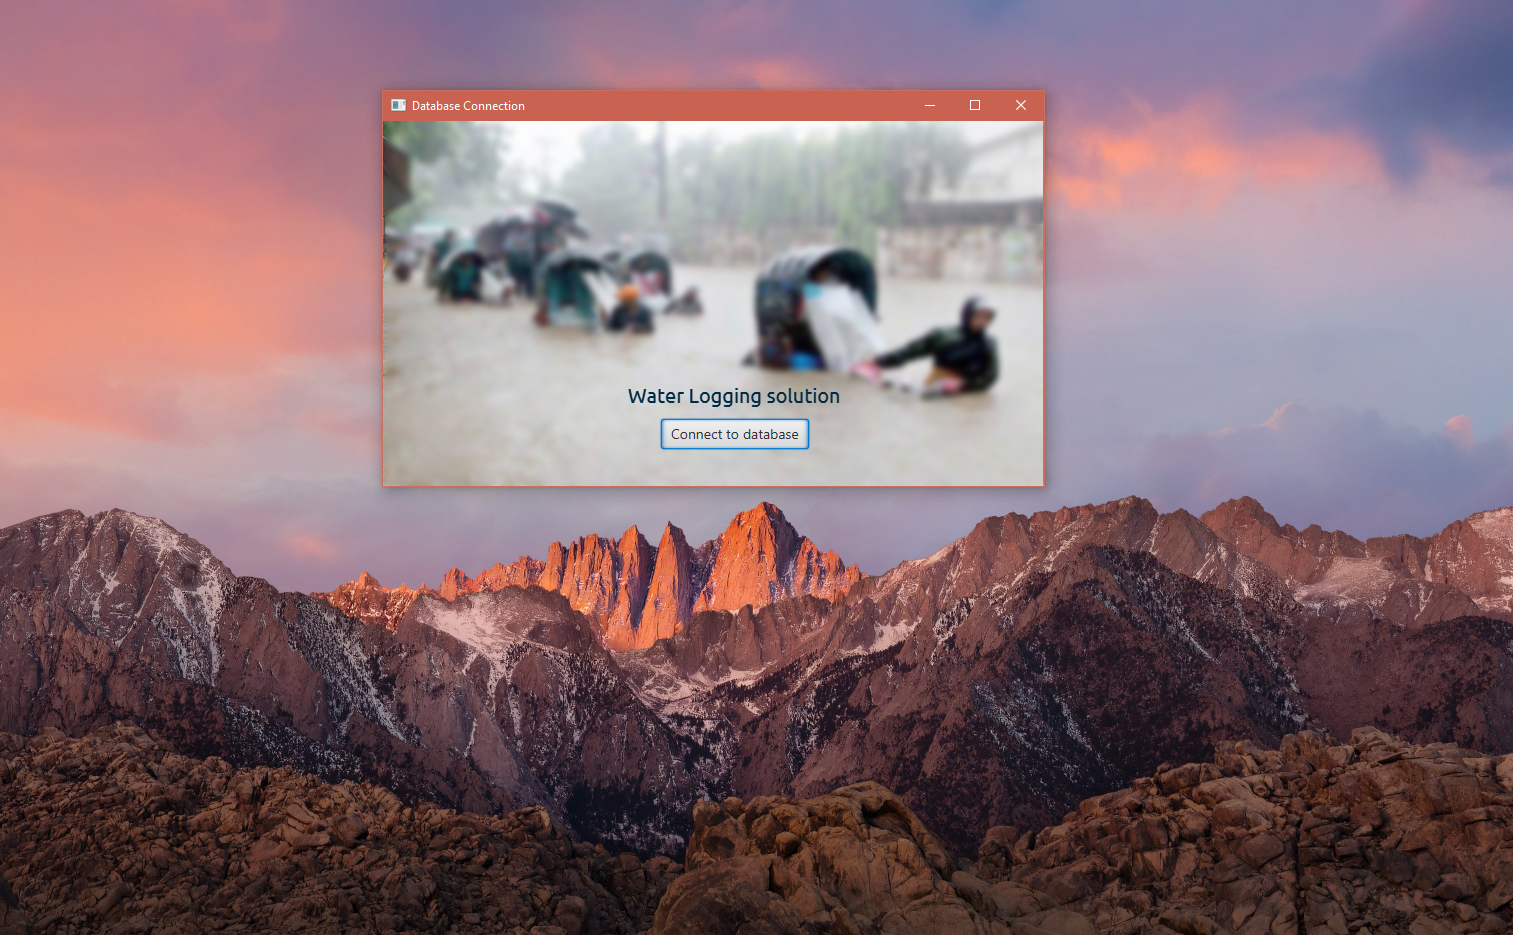 Database Connection
Water Logging solution
Connect to database